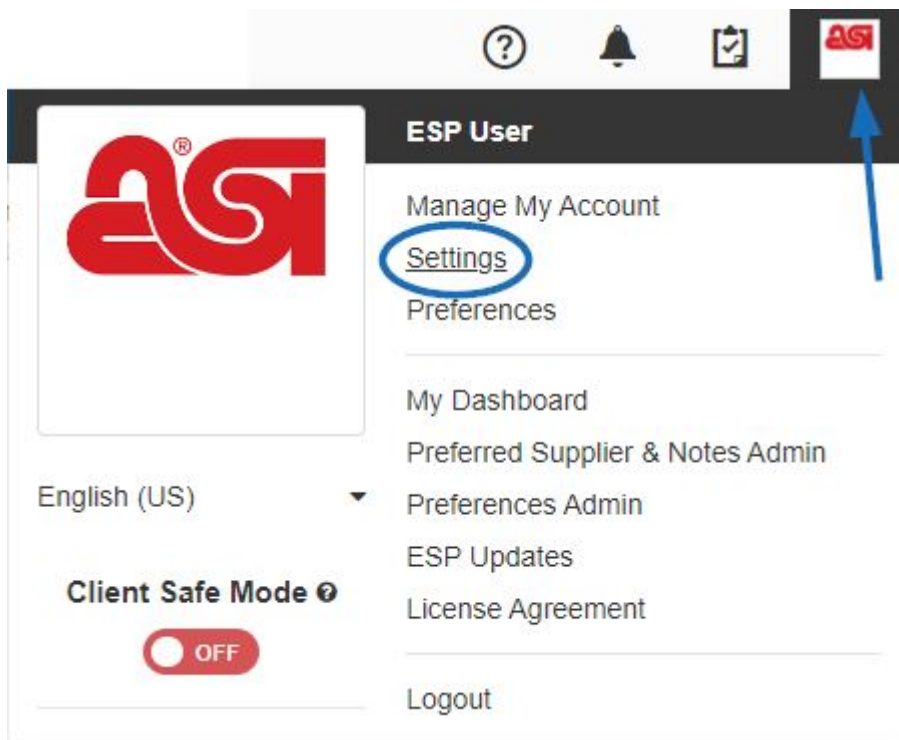 asi
®
asi
ESP User
Manage My Account
Settings
Preferences
My Dashboard
Preferred Supplier & Notes Admin
Preferences Admin
ESP Updates
License Agreement
Logout
English (US)
Client Safe Mode ?
OFF